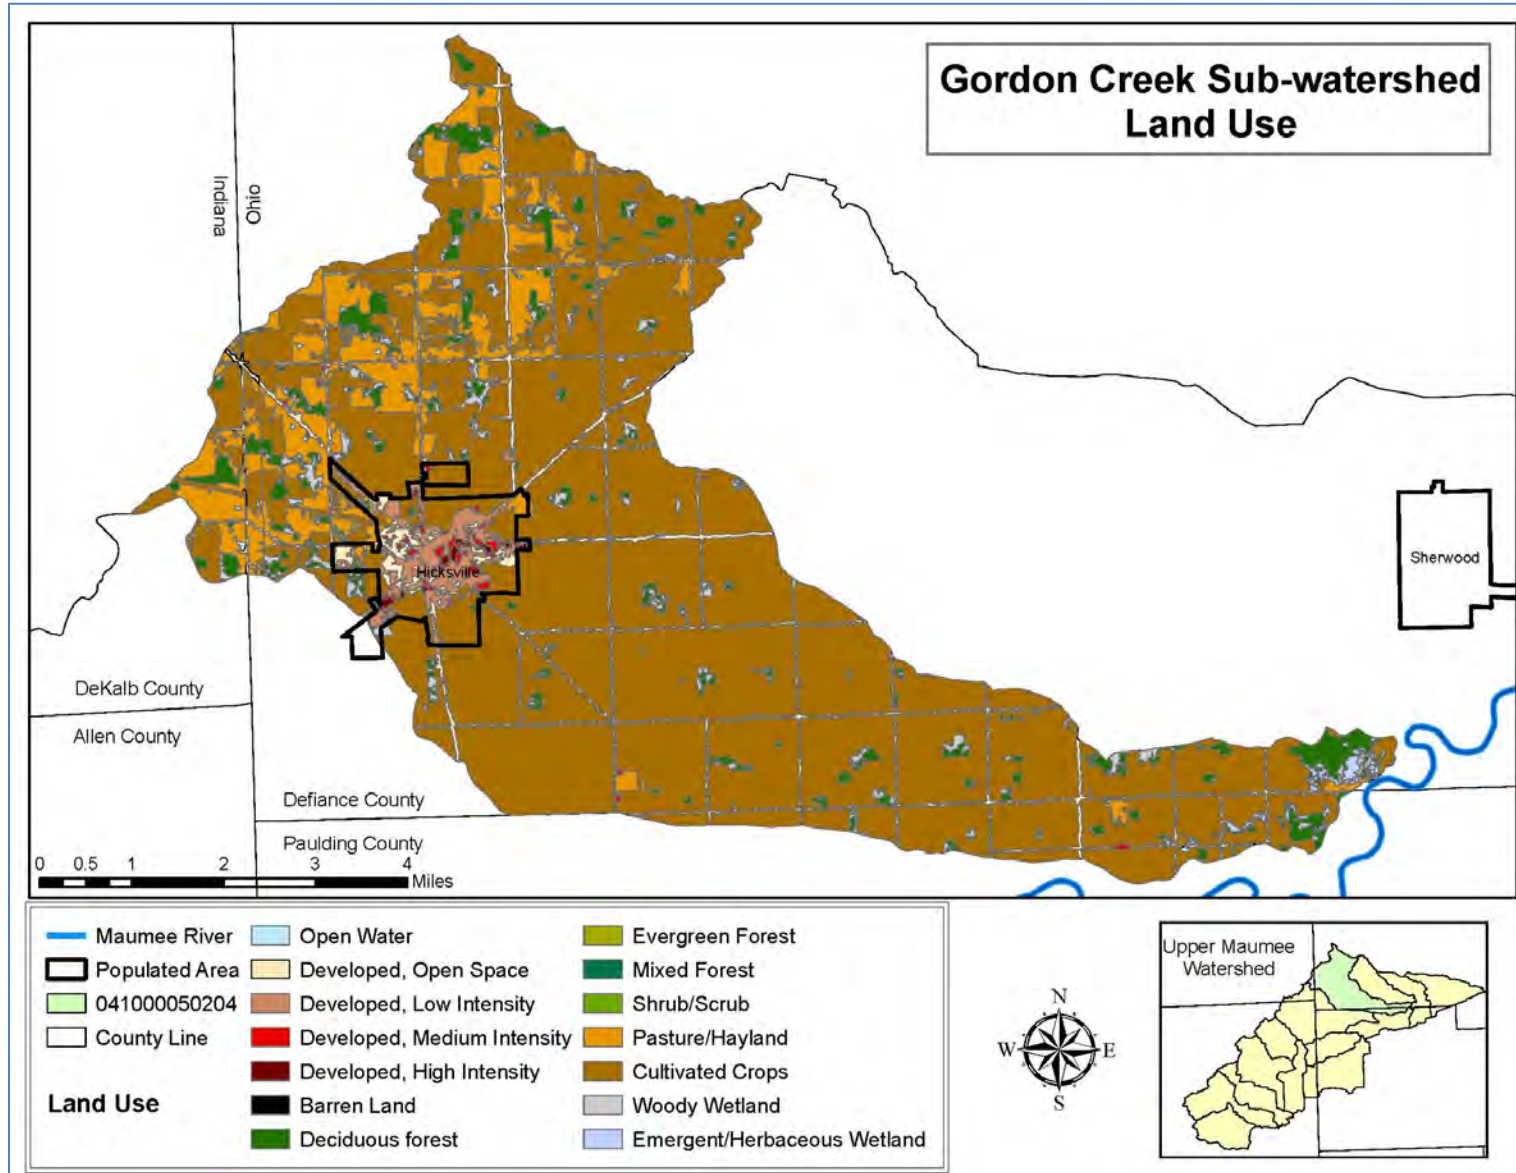 Gordon Creek Sub-watershed
Land Use
Indiana
Ohio
Hicksville
Sherwood
DeKalb County
Allen County
Defiance County
Paulding County
0 0.5 1 2 3 4
Miles
Maumee River
Populated Area
041000050204
County Line
Land Use
Open Water
Developed, Open Space
Developed, Low Intensity
Developed, Medium Intensity
Developed, High Intensity
Barren Land
Deciduous forest
Evergreen Forest
Mixed Forest
Shrub/Scrub
Pasture/Hayland
Cultivated Crops
Woody Wetland
Emergent/Herbaceous Wetland
N
W E
S
Upper Maumee
Watershed